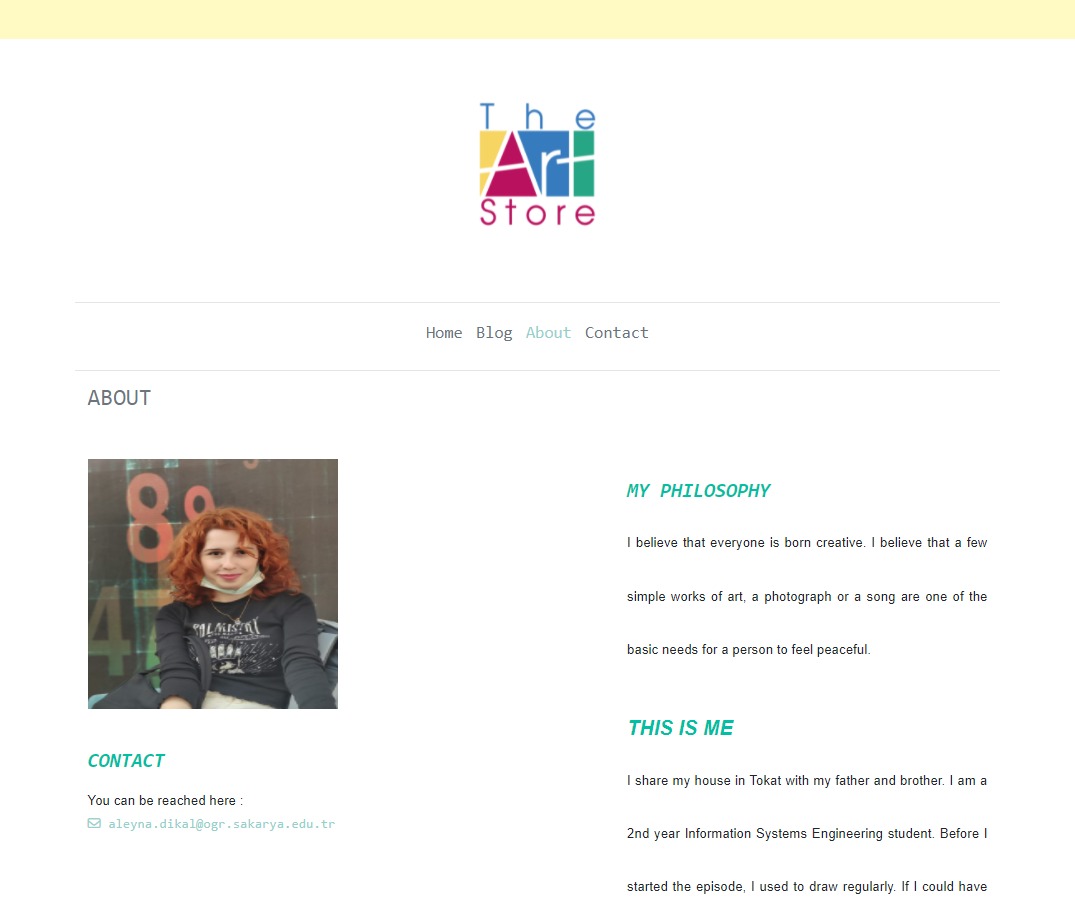 The
Art
Store
Home Blog About Contact
ABOUT
8 9
4
PALMISTRY
CONTACT
You can be reached here :
aleyna.dikal@ogr.sakarya.edu.tr
MY PHILOSOPHY
I believe that everyone is born creative. I believe that a few
simple works of art, a photograph or a song are one of the
basic needs for a person to feel peaceful.
THIS IS ME
I share my house in Tokat with my father and brother. I am a
2nd year Information Systems Engineering student. Before I
started the episode, I used to draw regularly. If I could have